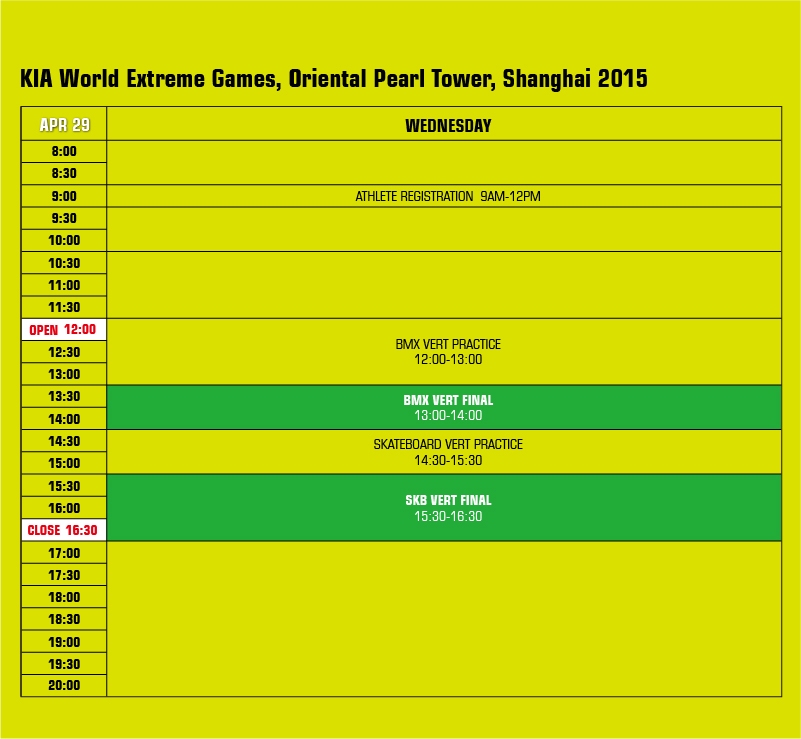 KIA World Extreme Games, Oriental Pearl Tower, Shanghai 2015
APR 29 WEDNESDAY
8:00
8:30
9:00 ATHLETE REGISTRATION 9AM-12PM
9:30
10:00
10:30
11:00
11:30
OPEN 12:00
BMX VERT PRACTICE
12:30
12:00-13:00
13:00
13:30 BMX VERT FINAL
14:00 13:00-14:00
14:30 SKATEBOARD VERT PRACTICE
15:00 14:30-15:30
15:30
SKB VERT FINAL
16:00
15:30-16:30
CLOSE 16:30
17:00
17:30
18:00
18:30
19:00
19:30
20:00